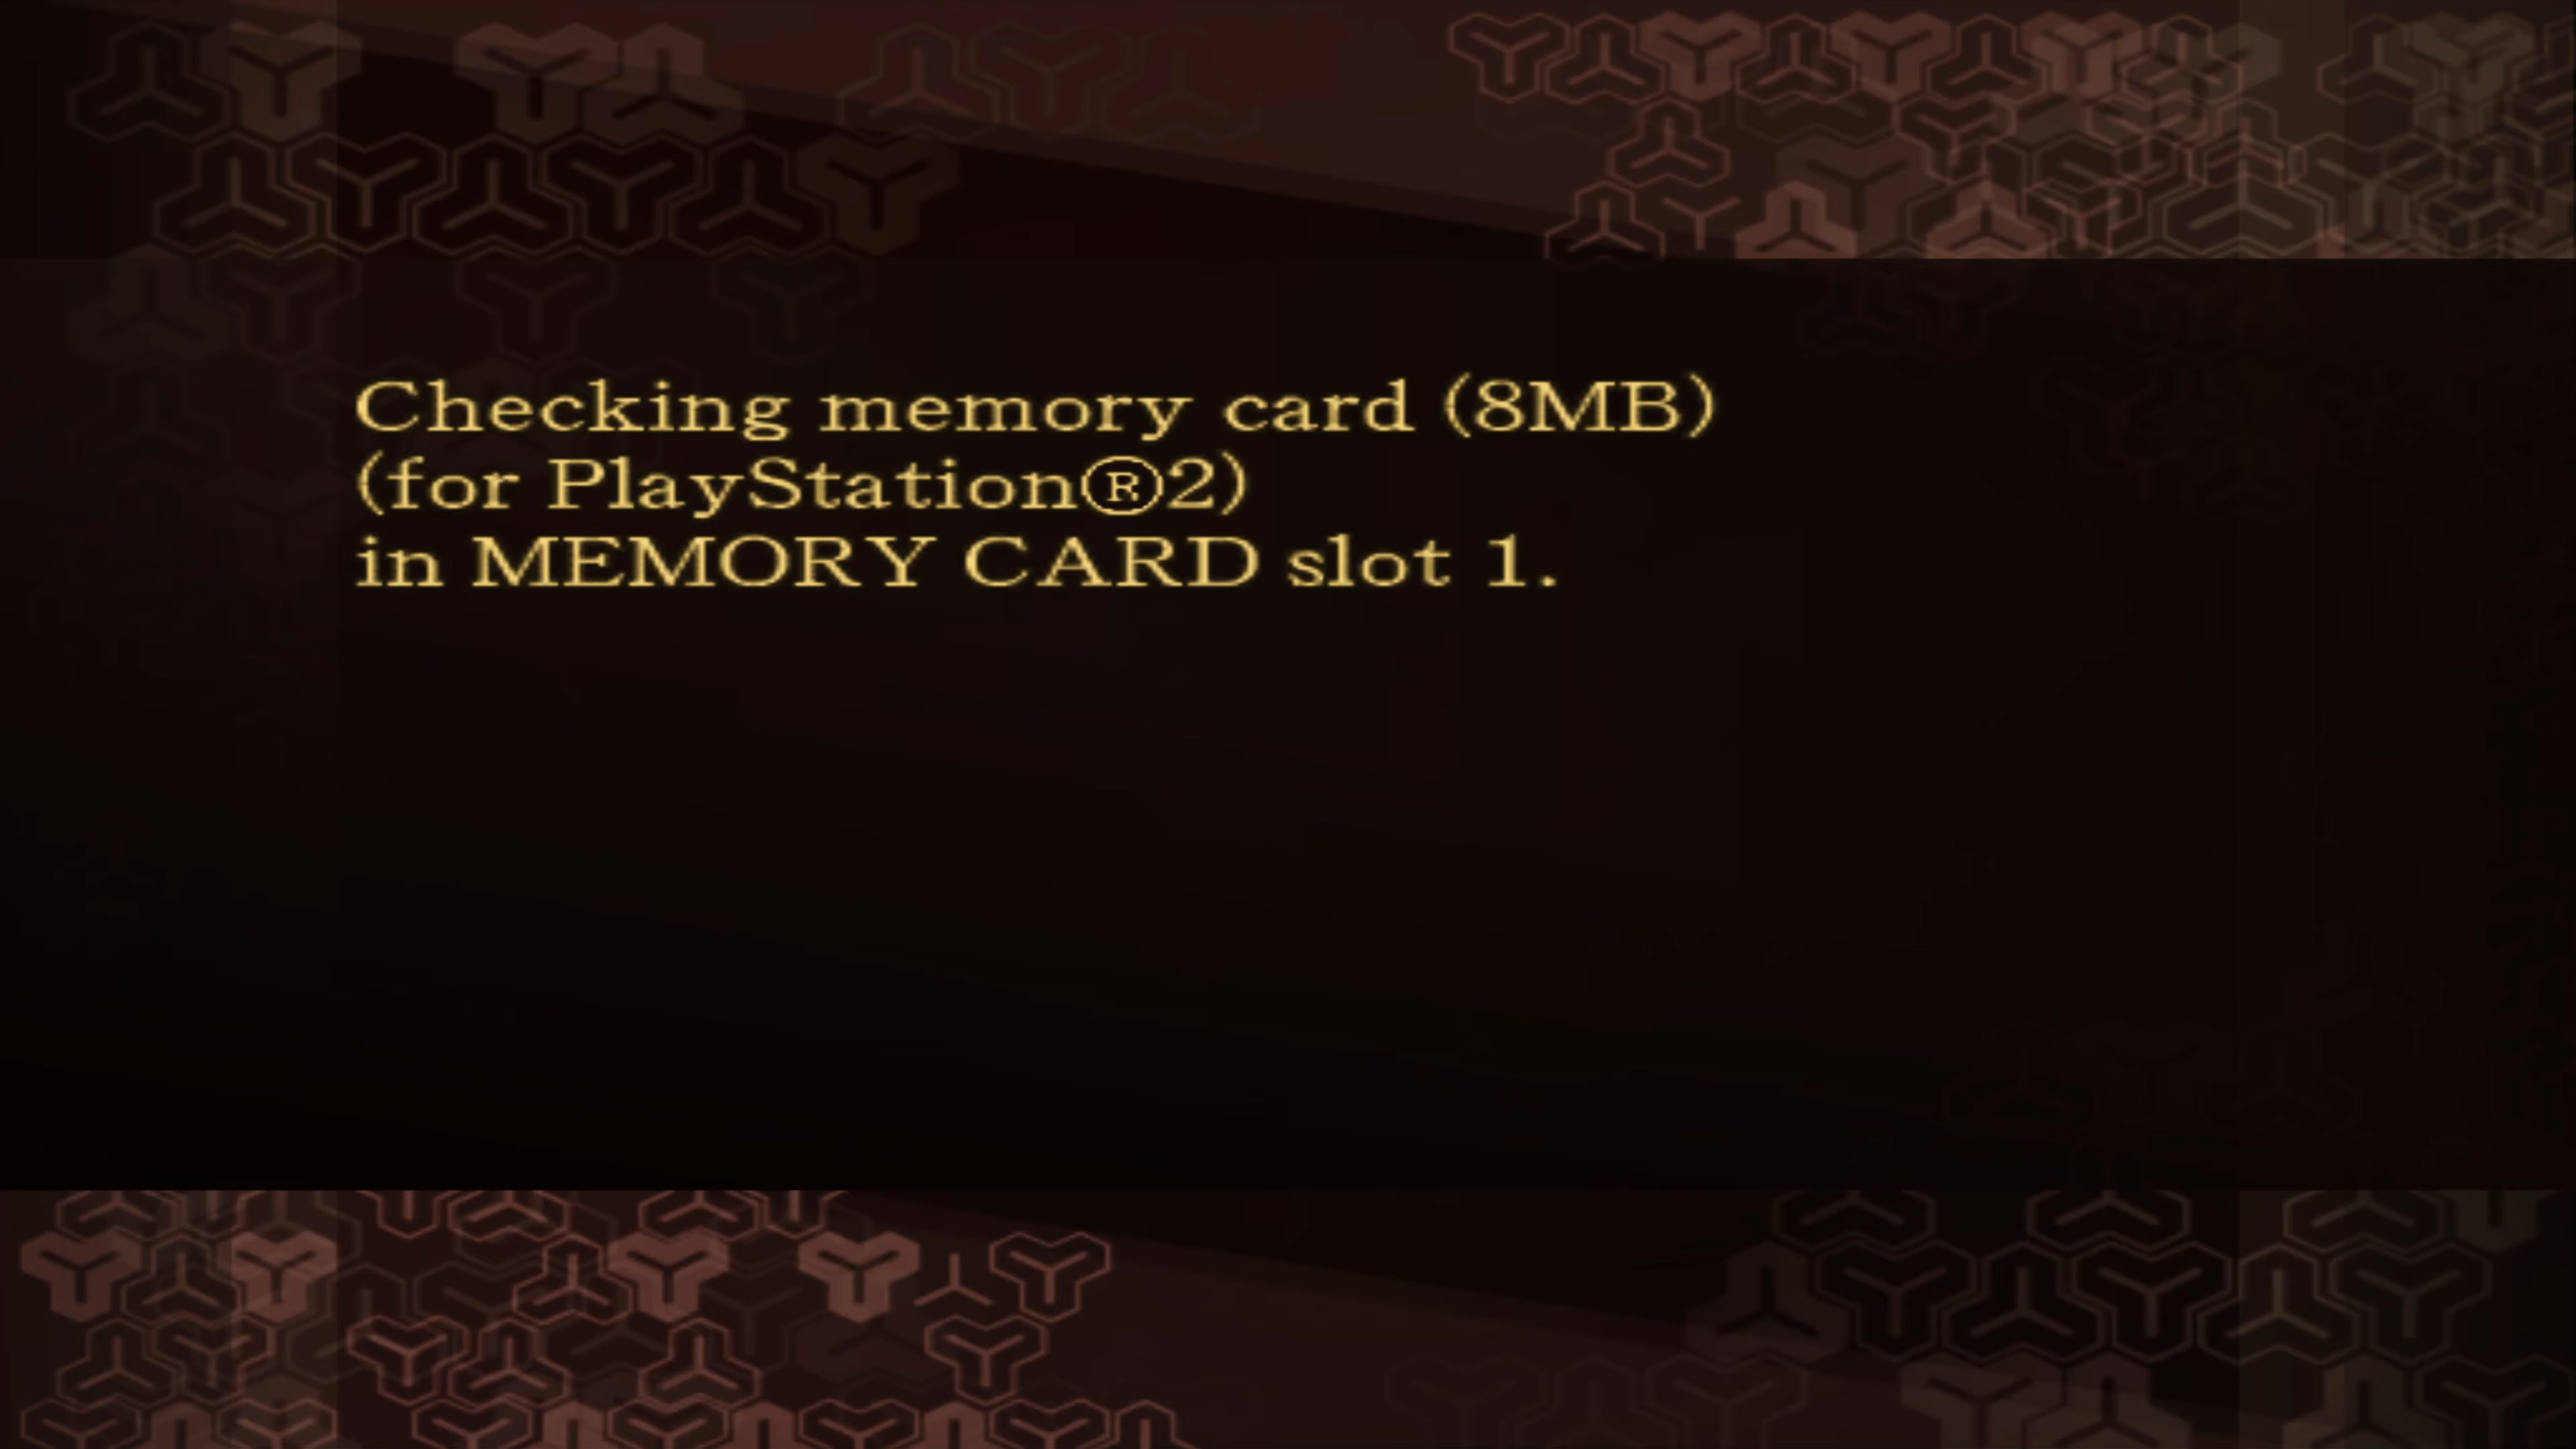 Checking memory card (8MB)
(for PlayStation®2)
in MEMORY CARD slot 1.